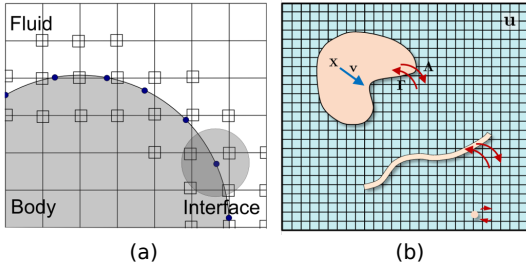 Fluid
Body
Interface
(a)
u
X
v
Λ
Γ
(b)